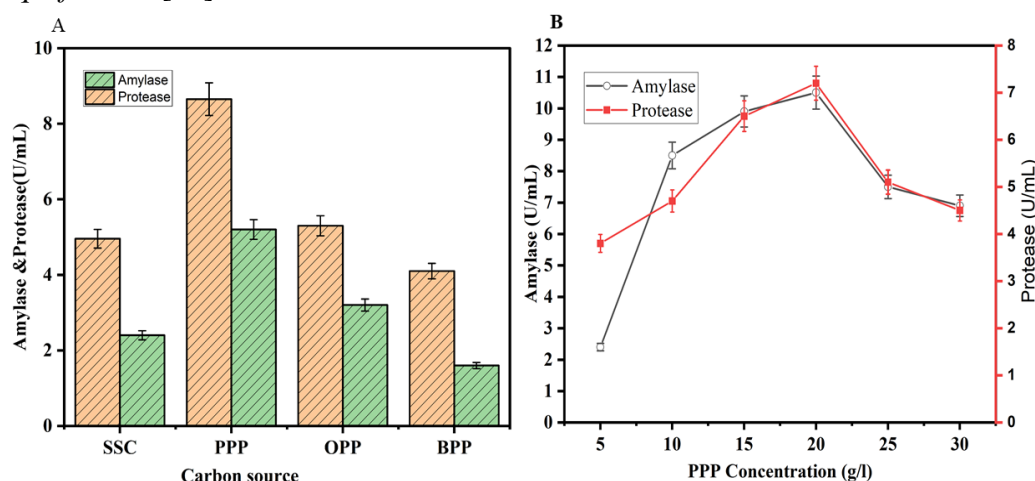 A
10
8
6
4
2
0
Amylase &Protease(U/mL)
Amylase
Protease
SSC PPP OPP BPP
Carbon source
B
12
11
10
9
8
7
6
5
4
3
2
1
0
Amylase (U/mL)
Amylase
Protease
8
7
6
5
4
3
2
1
0
Protease (U/mL)
5 10 15 20 25 30
PPP Concentration (g/l)